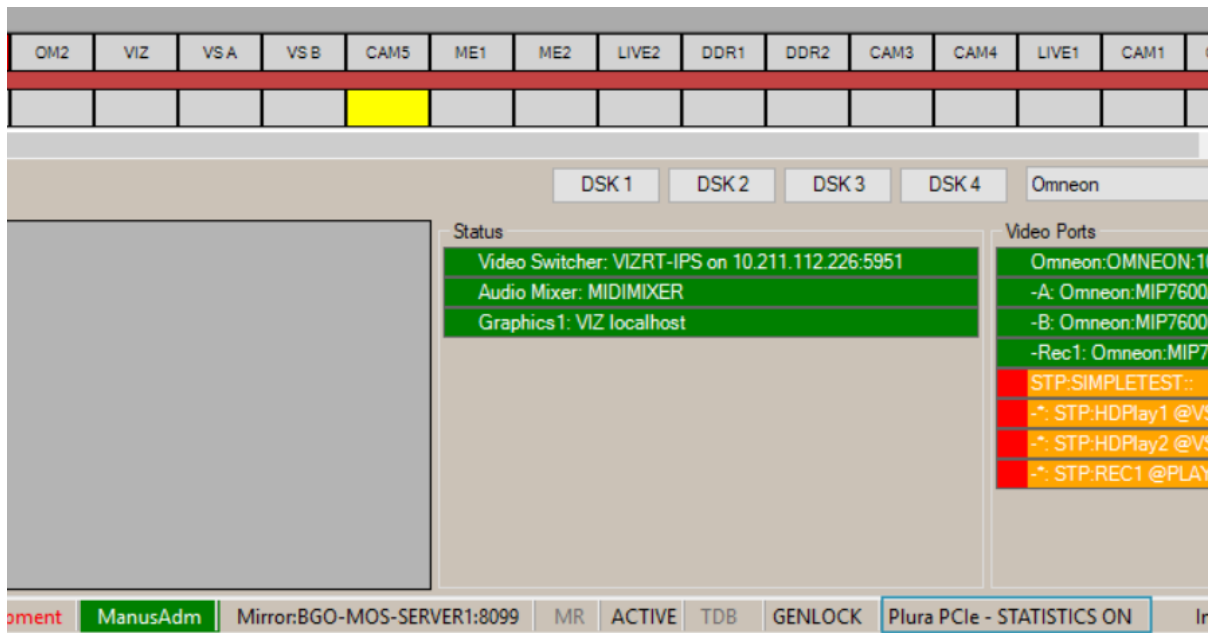 OM2 VIZ VS A VS B CAM5 ME1 ME2 LIVE2 DDR1 DDR2 CAM3 CAM4 LIVE1 CAM1
DSK 1 DSK 2 DSK 3 DSK 4 Omneon
Status
Video Switcher: VIZRT-IPS on 10.211.112.226:5951
Audio Mixer: MIDIMIXER
Graphics1: VIZ localhost
Video Ports
Omneon:OMNEON:1
-A: Omneon:MIP7600
-B: Omneon:MIP7600
-Rec1: Omneon:MIP7
STP:SIMPLETEST::
-*: STP:HDPlay1 @VS
-*: STP:HDPlay2 @VS
-*: STP:REC1 @PLAY
pment ManusAdm Mirror:BGO-MOS-SERVER1:8099 MR ACTIVE TDB GENLOCK Plura PCIe - STATISTICS ON In